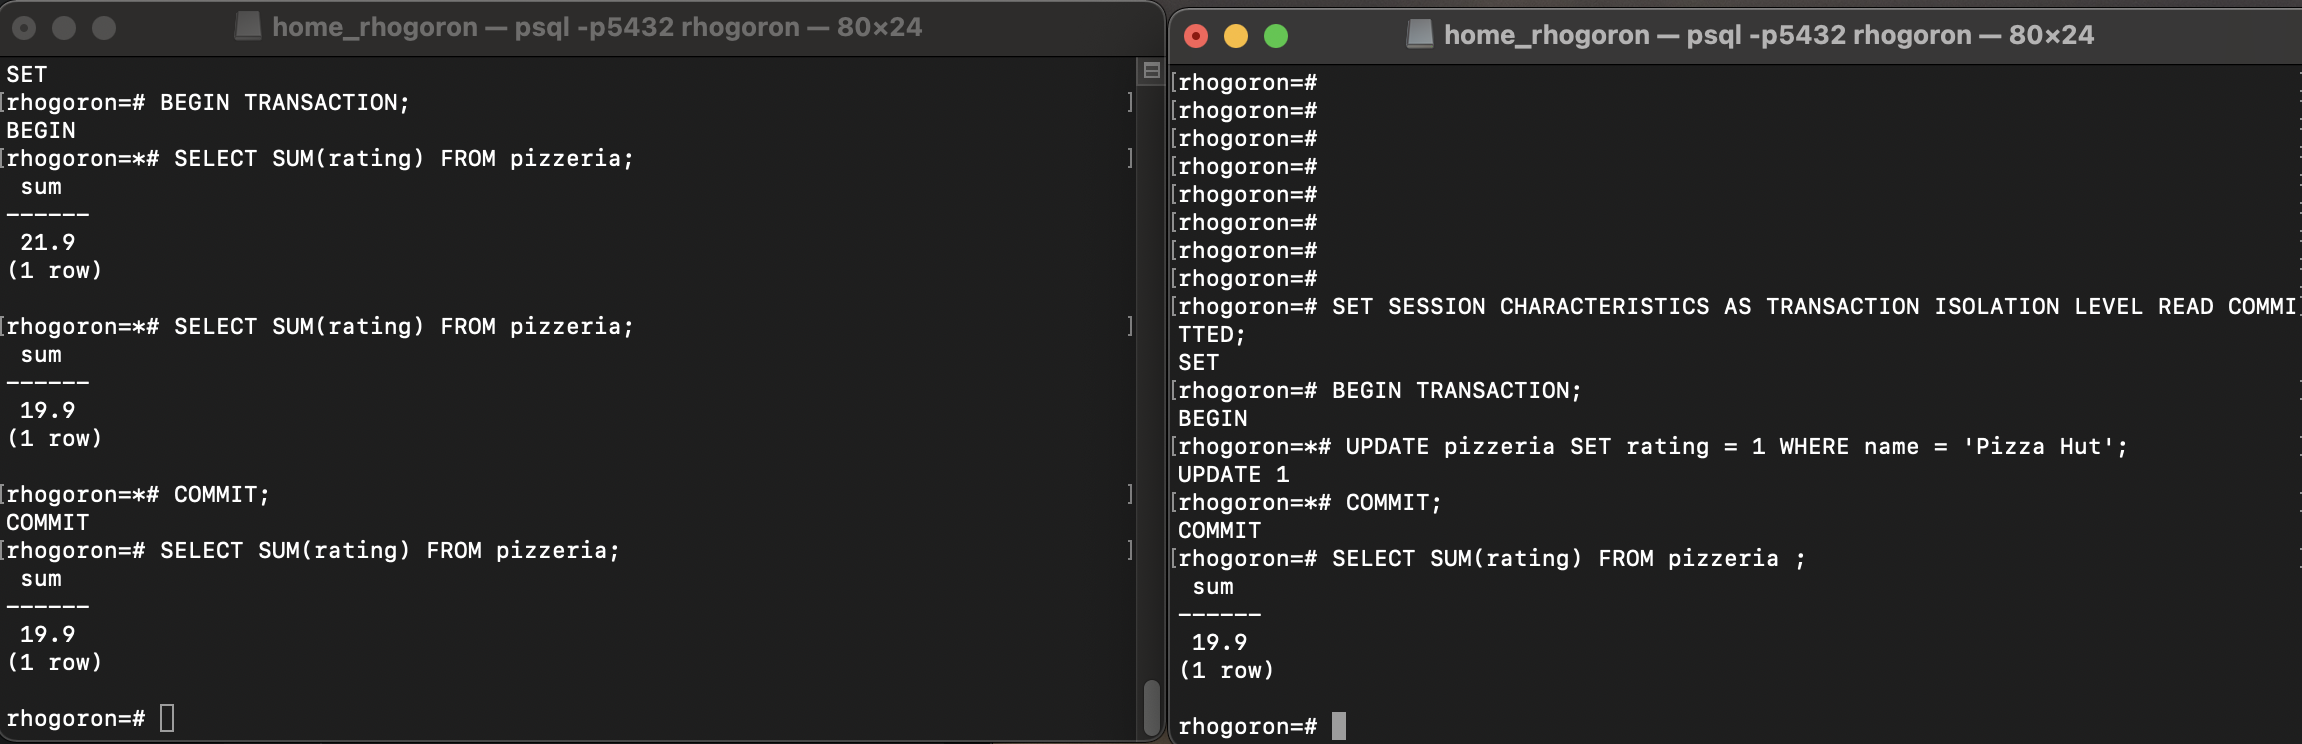 home_rhogoron — psql -p5432 rhogoron — 80×24
SET
[rhogoron=# BEGIN TRANSACTION; ]
BEGIN
[rhogoron=*# SELECT SUM(rating) FROM pizzeria; ]
sum
------
21.9
(1 row)
[rhogoron=*# SELECT SUM(rating) FROM pizzeria; ]
sum
------
19.9
(1 row)
[rhogoron=*# COMMIT; ]
COMMIT
[rhogoron=# SELECT SUM(rating) FROM pizzeria; ]
sum
------
19.9
(1 row)
rhogoron=#
home_rhogoron — psql -p5432 rhogoron — 80×24
[rhogoron=#
[rhogoron=#
[rhogoron=#
[rhogoron=#
[rhogoron=#
[rhogoron=#
[rhogoron=#
[rhogoron=#
[rhogoron=# SET SESSION CHARACTERISTICS AS TRANSACTION ISOLATION LEVEL READ COMMI
TTED;
SET
[rhogoron=# BEGIN TRANSACTION;
BEGIN
[rhogoron=*# UPDATE pizzeria SET rating = 1 WHERE name = 'Pizza Hut';
UPDATE 1
[rhogoron=*# COMMIT;
COMMIT
[rhogoron=# SELECT SUM(rating) FROM pizzeria ;
sum
------
19.9
(1 row)
rhogoron=#